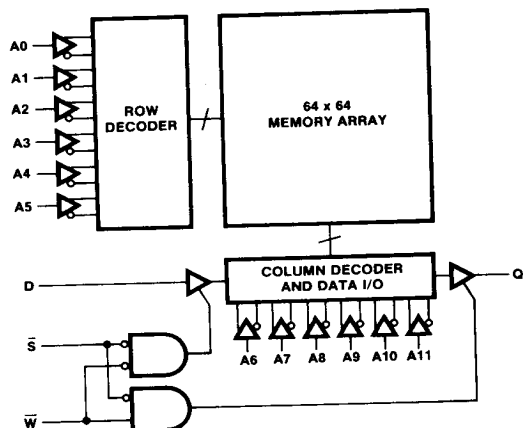 A0
A1
A2
A3
A4
A5
ROW
DECODER
64 x 64
MEMORY ARRAY
D
COLUMN DECODER
AND DATA I/O
Q
A6 A7 A8 A9 A10 A11
S̅
W̅